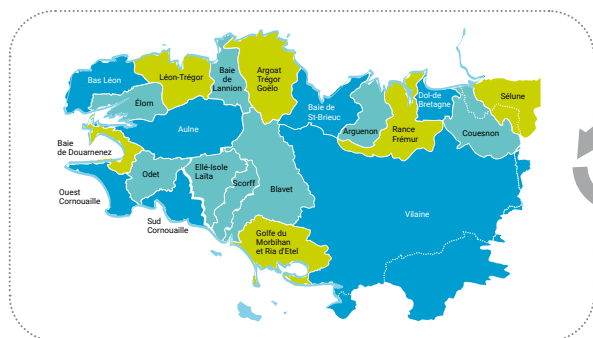 Bas Léon
Léon-Trégor
Baie
de
Lannion
Argoat
Trégor
Goëlo
Élorn
Aulne
Baie de
St-Brieuc
Arguenon
Rance
Frémur
Dol-de
Bretagne
Sélune
Couesnon
Baie
de Douarnenez
Odet
Ellé-Isole
Laïta
Scorff
Blavet
Ouest
Cornouaille
Sud
Cornouaille
Vilaine
Golfe du
Morbihan
et Ria d'Etel